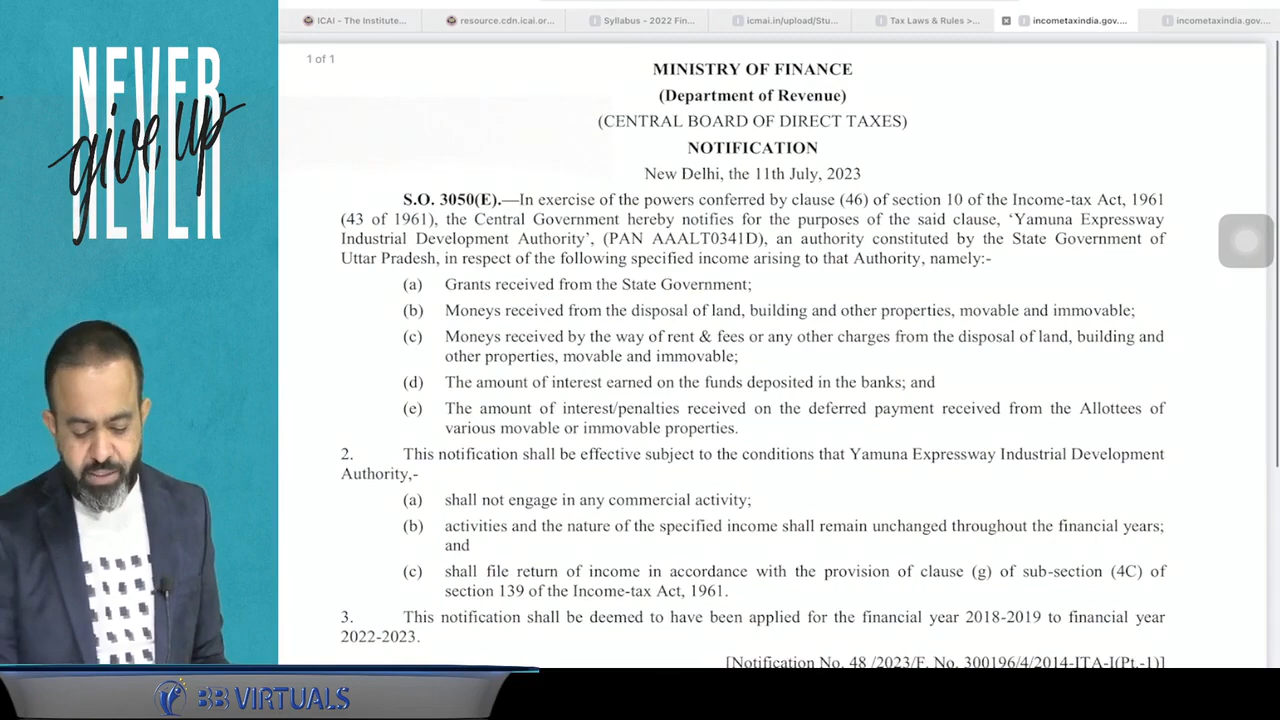 ICAI - The Institute...
resource.cdn.icai.or...
Syllabus - 2022 Fin...
icmai.in/upload/Stu...
Tax Laws & Rules >...
incometaxindia.gov....
incometaxindia.gov....
NEVER
give up
NEVER
1 of 1
MINISTRY OF FINANCE
(Department of Revenue)
(CENTRAL BOARD OF DIRECT TAXES)
NOTIFICATION
New Delhi, the 11th July, 2023
S.O. 3050(E).—In exercise of the powers conferred by clause (46) of section 10 of the Income-tax Act, 1961
(43 of 1961), the Central Government hereby notifies for the purposes of the said clause, ‘Yamuna Expressway
Industrial Development Authority’, (PAN AAALT0341D), an authority constituted by the State Government of
Uttar Pradesh, in respect of the following specified income arising to that Authority, namely:-
(a) Grants received from the State Government;
(b) Moneys received from the disposal of land, building and other properties, movable and immovable;
(c) Moneys received by the way of rent & fees or any other charges from the disposal of land, building and
other properties, movable and immovable;
(d) The amount of interest earned on the funds deposited in the banks; and
(e) The amount of interest/penalties received on the deferred payment received from the Allottees of
various movable or immovable properties.
2. This notification shall be effective subject to the conditions that Yamuna Expressway Industrial Development
Authority,-
(a) shall not engage in any commercial activity;
(b) activities and the nature of the specified income shall remain unchanged throughout the financial years;
and
(c) shall file return of income in accordance with the provision of clause (g) of sub-section (4C) of
section 139 of the Income-tax Act, 1961.
3. This notification shall be deemed to have been applied for the financial year 2018-2019 to financial year
2022-2023.
[Notification No. 48 /2023/F. No. 300196/4/2014-ITA-I(Pt.-1)]
BB VIRTUALS